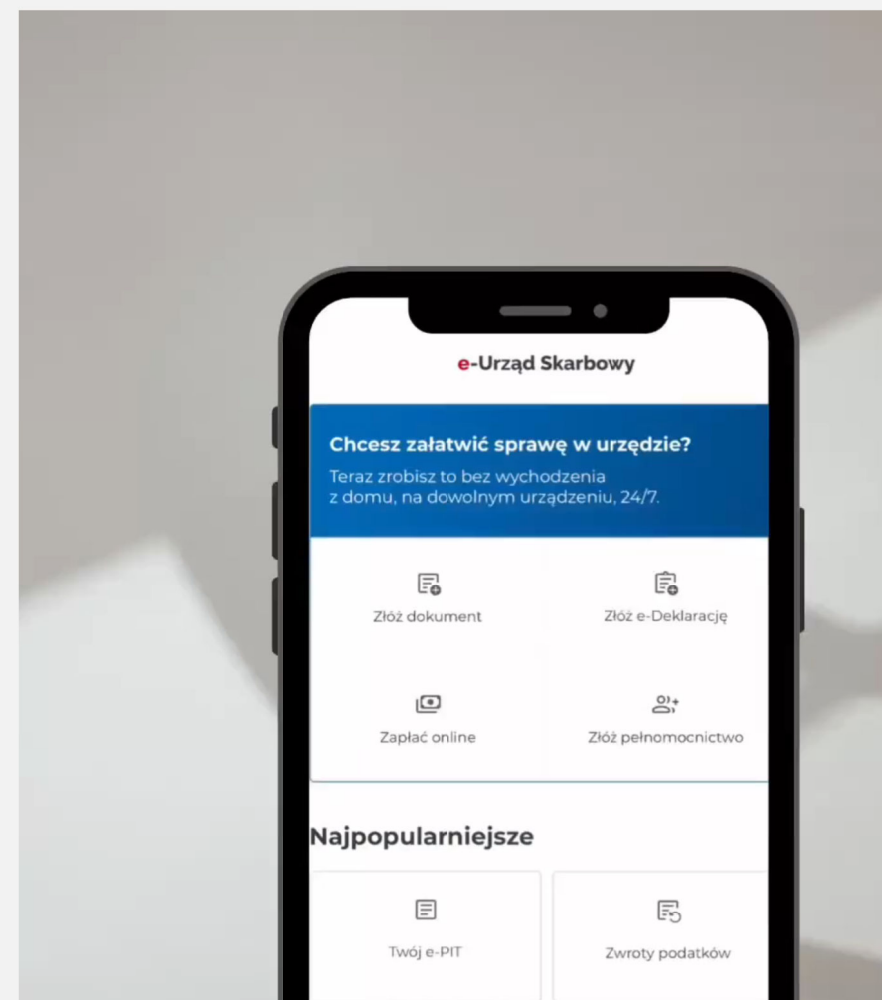 e-Urząd Skarbowy
Chcesz załatwić sprawę w urzędzie?
Teraz zrobisz to bez wychodzenia
z domu, na dowolnym urządzeniu, 24/7.
Złóż dokument
Złóż e-Deklarację
Zapłać online
Złóż pełnomocnictwo
Najpopularniejsze
Twój e-PIT
Zwroty podatków